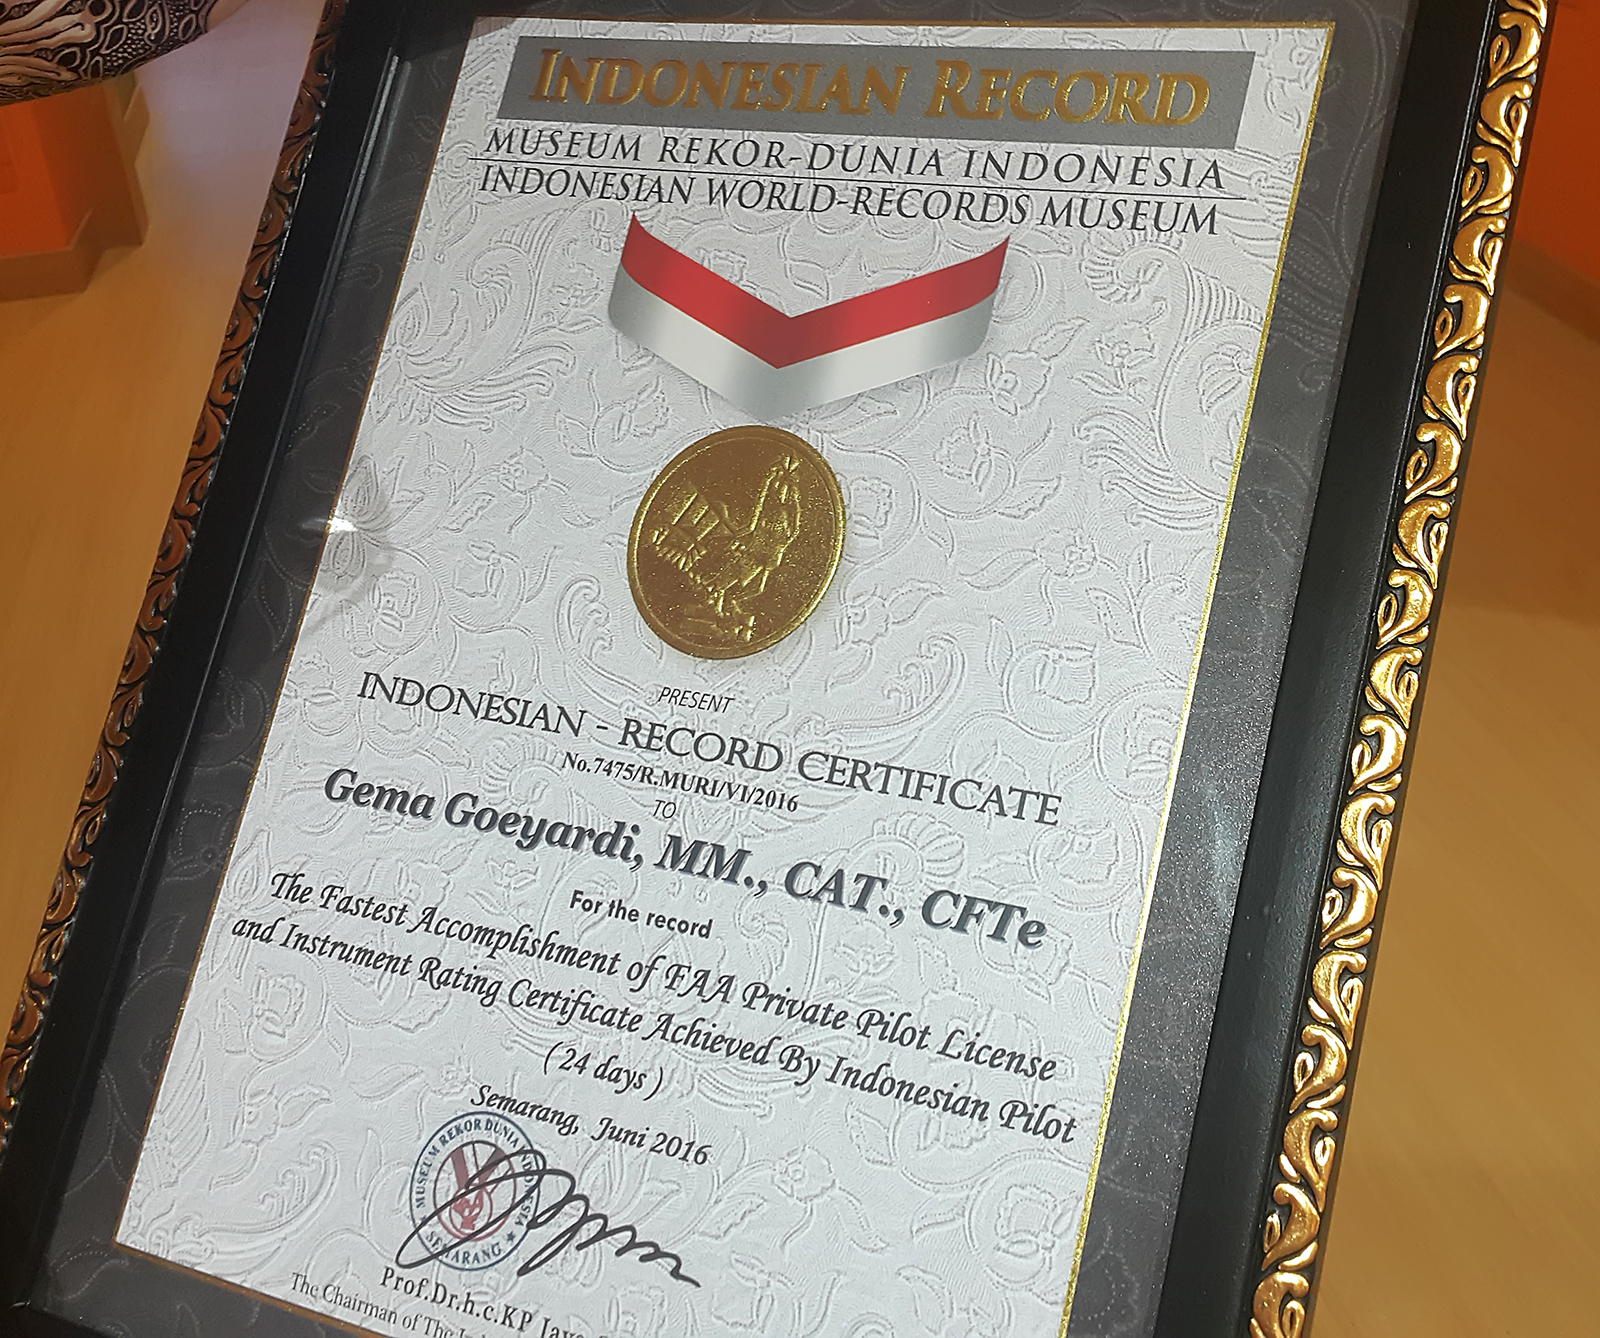 INDONESIAN RECORD
MUSEUM REKOR-DUNIA INDONESIA
INDONESIAN WORLD-RECORDS MUSEUM
PRESENT
INDONESIAN - RECORD CERTIFICATE
No.7475/R.MURI/VI/2016
TO
Gema Goeyardi, MM., CAT., CFTe
For the record
The Fastest Accomplishment of FAA Private Pilot License
and Instrument Rating Certificate Achieved By Indonesian Pilot
( 24 days )
Semarang, Juni 2016
MUSEUM REKOR DUNIA INDONESIA
SEMARANG
Prof.Dr.h.c.KP
The Chairman of The